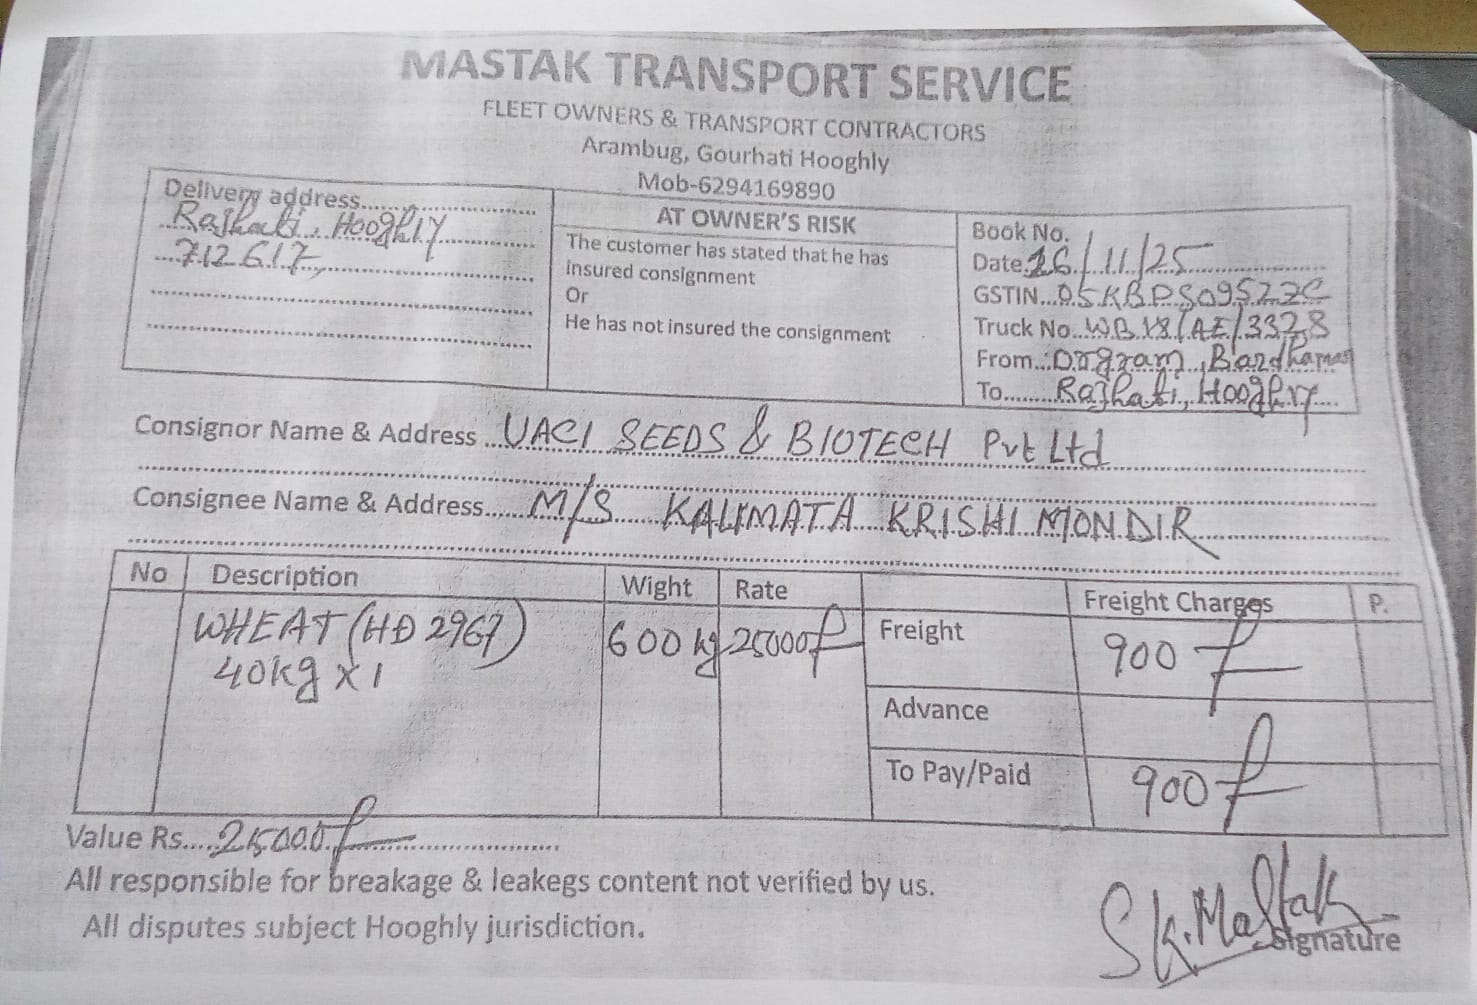 MASTAK TRANSPORT SERVICE
FLEET OWNERS & TRANSPORT CONTRACTORS
Arambug, Gourhati Hooghly
Mob-6294169890
Delivery address......
Rajhati, Hooghly
712617,
AT OWNER'S RISK
The customer has stated that he has
insured consignment
Or
He has not insured the consignment
Book No.
Date. 26/11/25
GSTIN...
Truck No..
From... Bardhaman
To......... Rajhati, Hooghly
Consignor Name & Address ... UACI SEEDS & BIOTECH Pvt Ltd
Consignee Name & Address...... M/S KALIMATA KRISHI MONDIR
No Description Wight Rate Freight Charges P.
WHEAT (HD 2967) 600 kg 25000 Freight 900
40kg x 1
Advance
To Pay/Paid 900
Value Rs.... 25000
All responsible for breakage & leakegs content not verified by us.
All disputes subject Hooghly jurisdiction.
Sk. Mastak
Signature